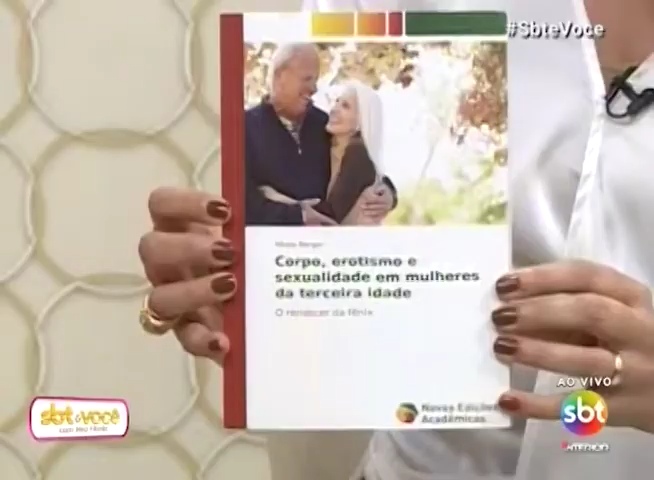 #SbteVoce
Corpo, erotismo e
sexualidade em mulheres
da terceira idade
O renascer da fênix
Novas Edições
Acadêmicas
AO VIVO
sbt
sbt e você